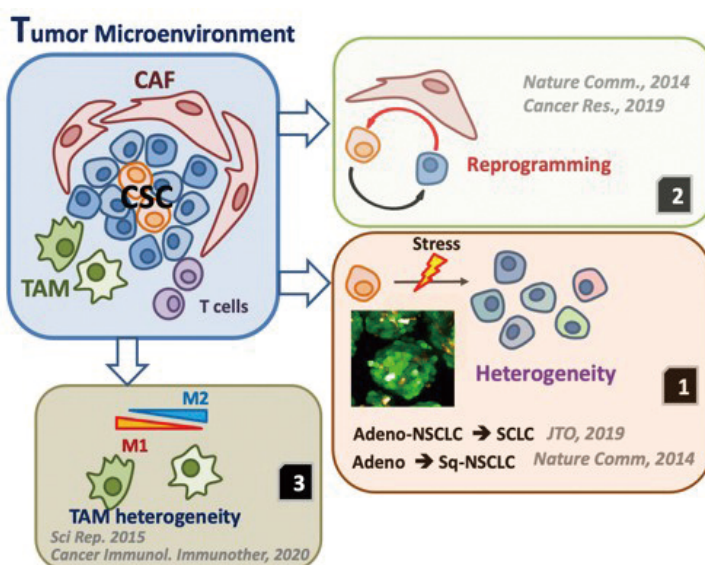 Tumor Microenvironment
CAF
CSC
TAM
T cells
Nature Comm., 2014
Cancer Res., 2019
Reprogramming
2
Stress
Heterogeneity
1
Adeno-NSCLC ➔ SCLC JTO, 2019
Adeno ➔ Sq-NSCLC Nature Comm, 2014
M2
M1
3
TAM heterogeneity
Sci Rep. 2015
Cancer Immunol. Immunother, 2020